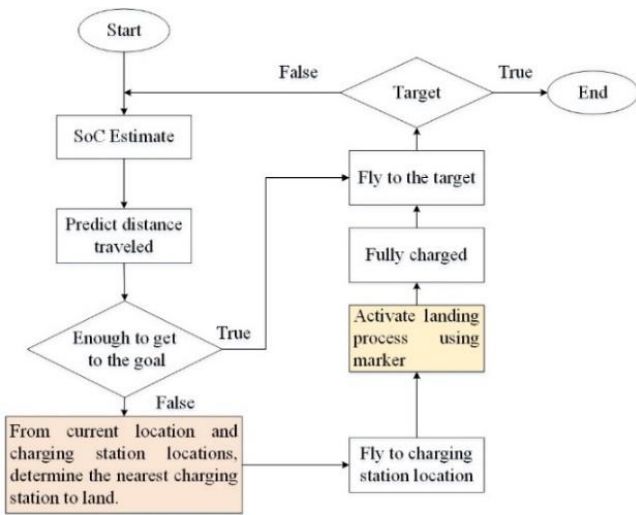 Start
False
True
Target
End
SoC Estimate
Fly to the target
Predict distance
traveled
Fully charged
Enough to get
to the goal
True
Activate landing
process using
marker
False
From current location and
charging station locations,
determine the nearest charging
station to land.
Fly to charging
station location